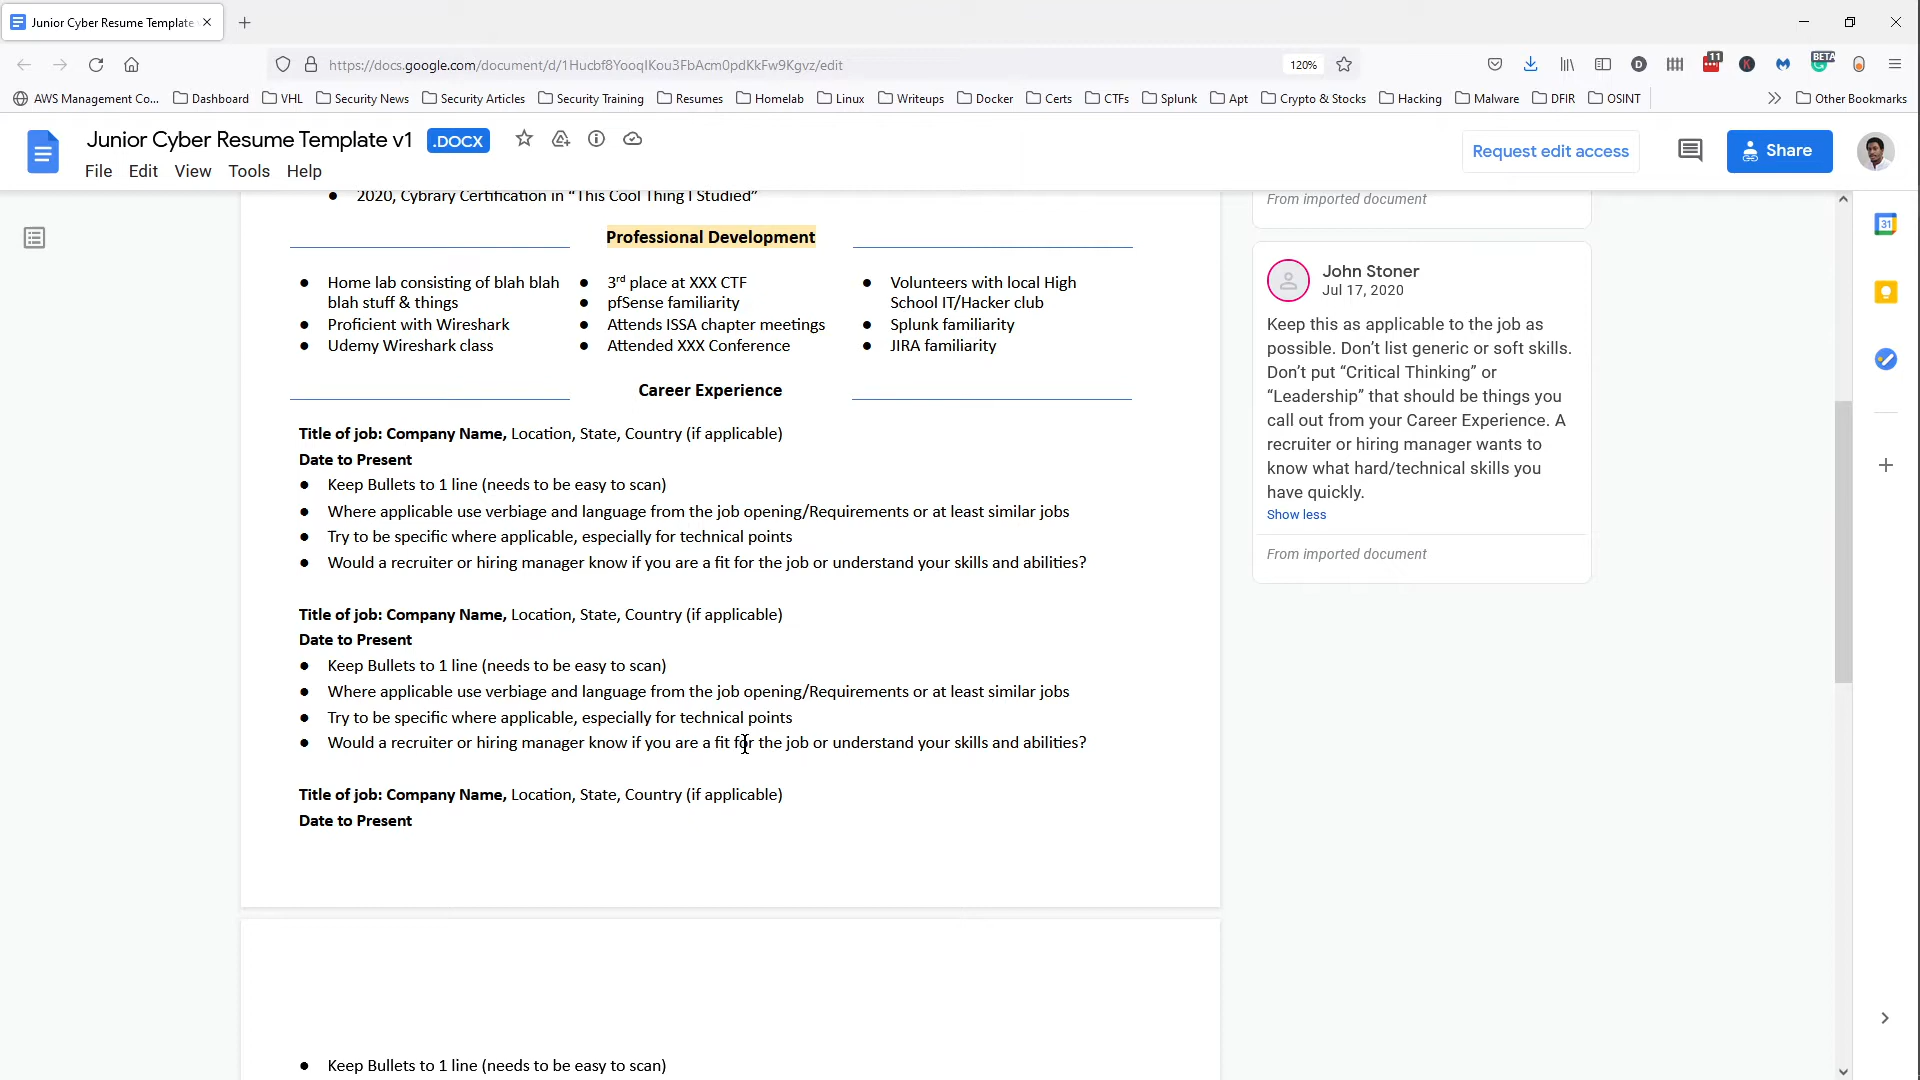 Junior Cyber Resume Template
https://docs.google.com/document/d/1Hucbf8YooqIKou3FbAcm0pdKkFw9Kgvz/edit
120%
11
BETA
AWS Management Co...
Dashboard
VHL
Security News
Security Articles
Security Training
Resumes
Homelab
Linux
Writeups
Docker
Certs
CTFs
Splunk
Apt
Crypto & Stocks
Hacking
Malware
DFIR
OSINT
Other Bookmarks
Junior Cyber Resume Template v1
.DOCX
File Edit View Tools Help
Request edit access
Share
● 2020, Cybrary Certification in “This Cool Thing I Studied”
Professional Development
● Home lab consisting of blah blah
blah stuff & things
● Proficient with Wireshark
● Udemy Wireshark class
● 3rd place at XXX CTF
● pfSense familiarity
● Attends ISSA chapter meetings
● Attended XXX Conference
● Volunteers with local High
School IT/Hacker club
● Splunk familiarity
● JIRA familiarity
Career Experience
Title of job: Company Name, Location, State, Country (if applicable)
Date to Present
● Keep Bullets to 1 line (needs to be easy to scan)
● Where applicable use verbiage and language from the job opening/Requirements or at least similar jobs
● Try to be specific where applicable, especially for technical points
● Would a recruiter or hiring manager know if you are a fit for the job or understand your skills and abilities?
Title of job: Company Name, Location, State, Country (if applicable)
Date to Present
● Keep Bullets to 1 line (needs to be easy to scan)
● Where applicable use verbiage and language from the job opening/Requirements or at least similar jobs
● Try to be specific where applicable, especially for technical points
● Would a recruiter or hiring manager know if you are a fit for the job or understand your skills and abilities?
Title of job: Company Name, Location, State, Country (if applicable)
Date to Present
● Keep Bullets to 1 line (needs to be easy to scan)
From imported document
John Stoner
Jul 17, 2020
Keep this as applicable to the job as
possible. Don’t list generic or soft skills.
Don’t put “Critical Thinking” or
“Leadership” that should be things you
call out from your Career Experience. A
recruiter or hiring manager wants to
know what hard/technical skills you
have quickly.
Show less
From imported document
31